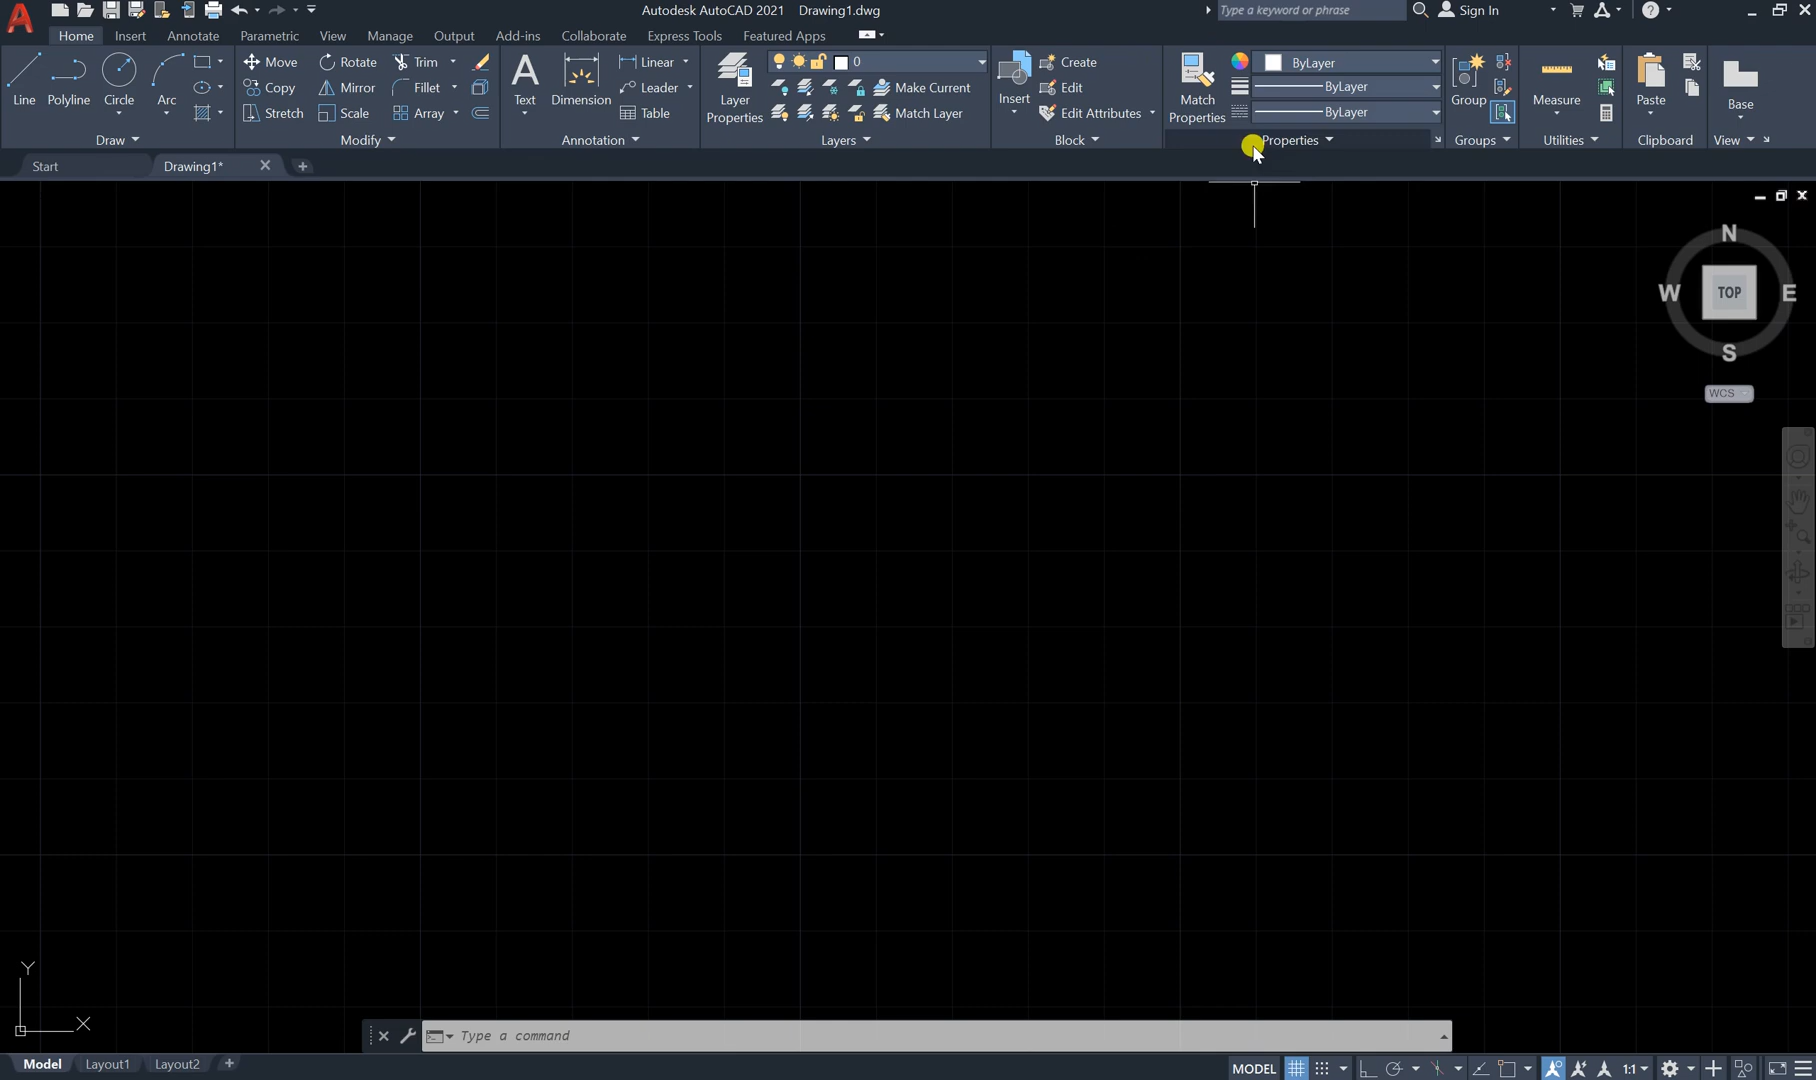 Autodesk AutoCAD 2021 Drawing1.dwg
Type a keyword or phrase
Sign In
Home Insert Annotate Parametric View Manage Output Add-ins Collaborate Express Tools Featured Apps
Line
Polyline
Circle
Arc
Draw
Move Rotate Trim
Copy Mirror Fillet
Stretch Scale Array
Modify
Text
Dimension
Linear
Leader
Table
Annotation
Layer
Properties
0
Make Current
Match Layer
Layers
Insert
Create
Edit
Edit Attributes
Block
Match
Properties
ByLayer
ByLayer
ByLayer
Properties
Group
Groups
Measure
Utilities
Paste
Clipboard
Base
View
Start Drawing1*
N
W TOP E
S
WCS
Y
X
Type a command
Model Layout1 Layout2
MODEL 1:1